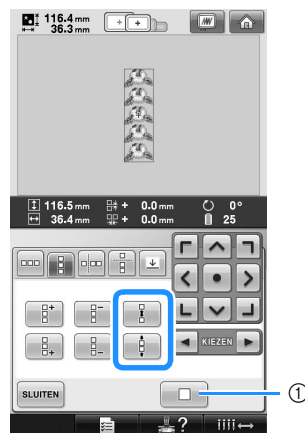 116.4 mm
36.3 mm
116.5 mm + 0.0 mm 0°
36.4 mm + 0.0 mm 25
KIEZEN
SLUITEN
①
?